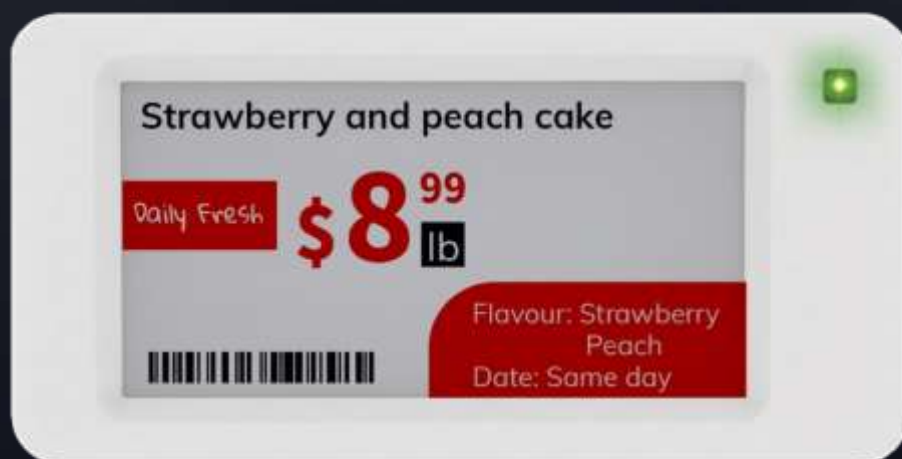 Strawberry and peach cake
Daily Fresh
$8 99
lb
Flavour: Strawberry
Peach
Date: Same day